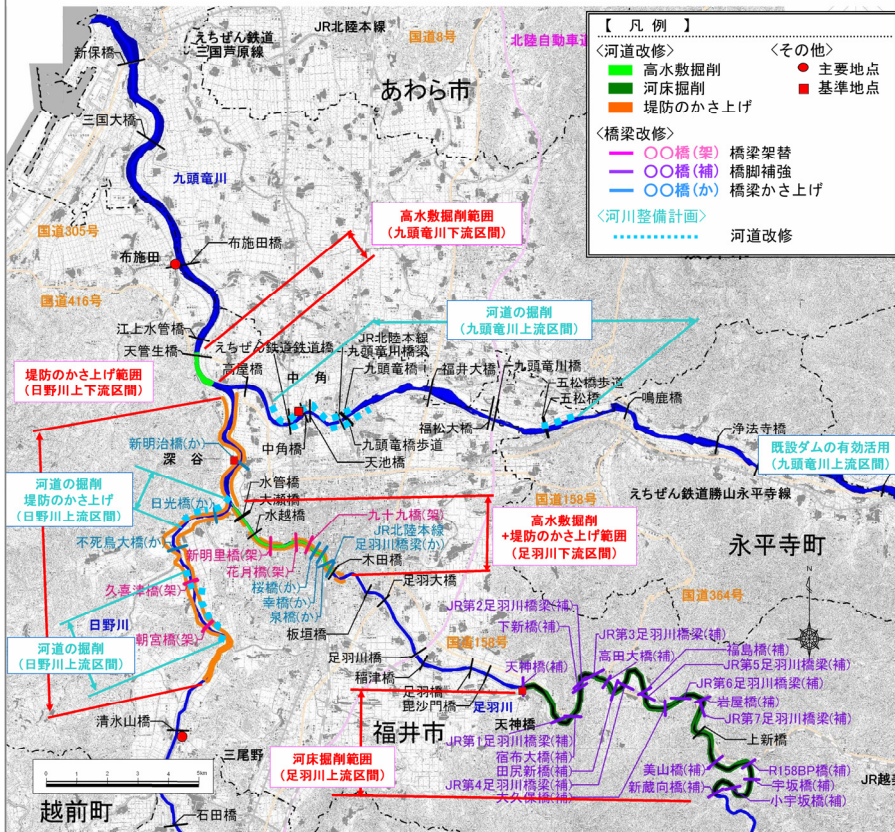 【 凡 例 】
<河道改修>
高水敷掘削
河床掘削
堤防のかさ上げ
<その他>
主要地点
基準地点
<橋梁改修>
〇〇橋(架) 橋梁架替
〇〇橋(補) 橋脚補強
〇〇橋(か) 橋梁かさ上げ
<河川整備計画>
河道改修
JR北陸本線
えちぜん鉄道
三国芦原線
国道8号
北陸自動車道
新保橋
あわら市
三国大橋
九頭竜川
高水敷掘削範囲
(九頭竜川下流区間)
国道305号
布施田
布施田橋
国道416号
河道の掘削
(九頭竜川上流区間)
江上水管橋
天菅生橋
えちぜん鉄道鉄道橋
JR北陸本線
九頭竜川橋梁
九頭竜橋
福井大橋
九頭竜川橋
五松橋歩道
五松橋
鳴鹿橋
堤防のかさ上げ範囲
(日野川上下流区間)
高屋橋
中 角
中角橋
天池橋
九頭竜橋歩道
福松大橋
浄法寺橋
既設ダムの有効活用
(九頭竜川上流区間)
新明治橋(か)
深谷
水管橋
大瀬橋
水越橋
河道の掘削
堤防のかさ上げ
(日野川上流区間)
日光橋(か)
不死鳥大橋(か)
国道158号
えちぜん鉄道勝山永平寺線
高水敷掘削
+堤防のかさ上げ
(足羽川下流区間)
九十九橋(架)
JR北陸本線
足羽川橋梁(か)
新明里橋(架)
花月橋(架)
木田橋
桜橋(か)
幸橋(か)
泉橋(か)
足羽大橋
板垣橋
永平寺町
国道364号
久喜津橋(架)
日野川
朝宮橋(架)
河道の掘削
(日野川上流区間)
JR第2足羽川橋梁(補)
下新橋(補)
JR第3足羽川橋梁(補)
高田大橋(補)
福島橋(補)
JR第5足羽川橋梁(補)
JR第6足羽川橋梁(補)
岩屋橋(補)
JR第7足羽川橋梁(補)
上新橋
国道158号
足羽川橋
稲津橋
足羽橋
毘沙門橋
足羽川
天神橋(補)
天神橋
福井市
河床掘削範囲
(足羽川上流区間)
JR第1足羽川橋梁(補)
宿布大橋(補)
田尻新橋(補)
JR第4足羽川橋梁(補)
大久保橋(補)
美山橋(補)
新蔵向橋(補)
R158BP橋(補)
宇坂橋(補)
小宇坂橋(補)
JR越美
清水山橋
三尾野
越前町
石田橋
0
5km
N